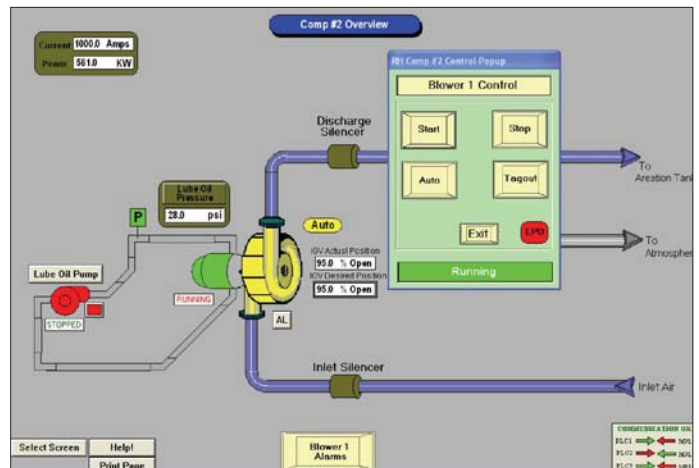 Comp #2 Overview
Current 1000.0 Amps
Power 561.0 KW
RH Comp #2 Control Popup
Blower 1 Control
Start
Stop
Auto
Tagout
Exit
EPO
Running
Discharge
Silencer
To
Aeration Tank
To
Atmospher
Lube Oil
Pressure
28.0 psi
P
Auto
IGV Actual Position
95.0 % Open
IGV Desired Position
95.0 % Open
Lube Oil Pump
STOPPED
RUNNING
AL
Inlet Silencer
Inlet Air
Select Screen
Help!
Print Page
Blower 1
Alarms
COMMUNICATION OK
PLC1
PLC2
PLC3